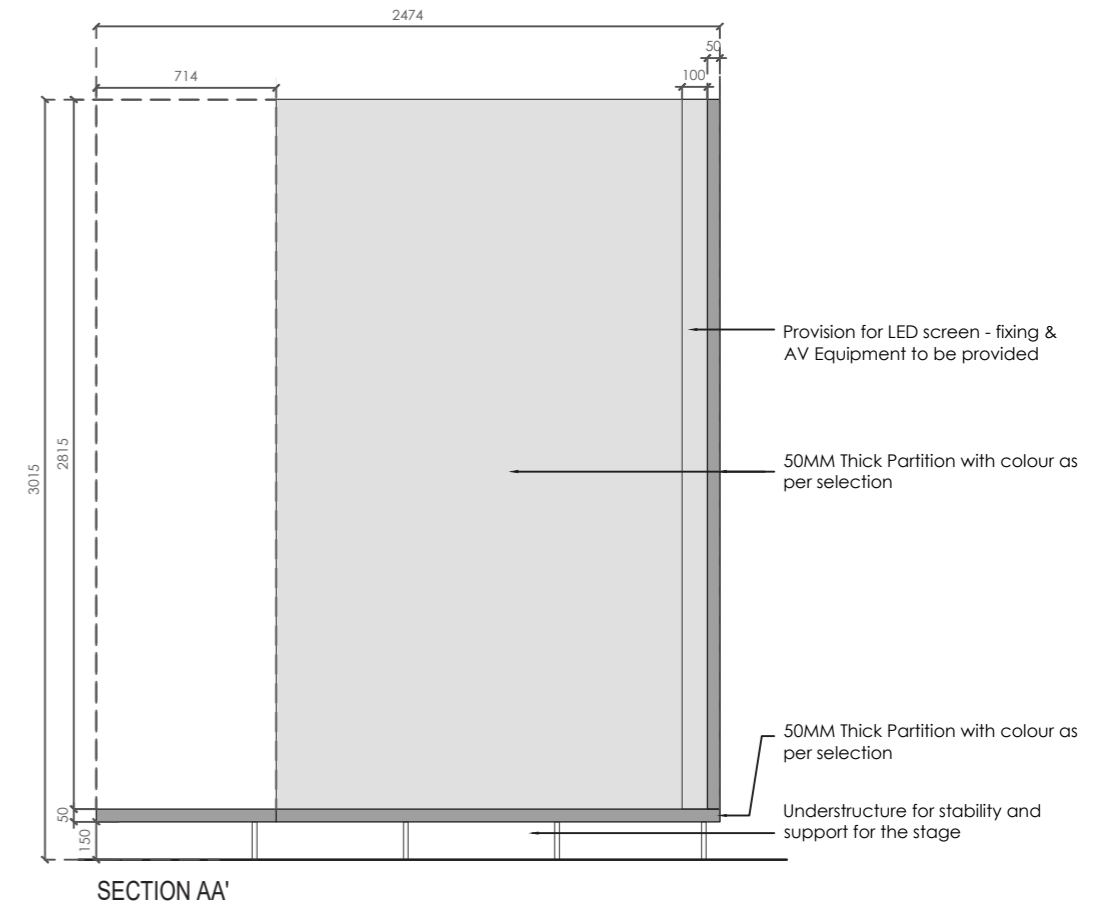 2474
50
714
100
Provision for LED screen - fixing &
AV Equipment to be provided
2815
3015
50MM Thick Partition with colour as
per selection
50MM Thick Partition with colour as
per selection
50
Understructure for stability and
support for the stage
150
SECTION AA'